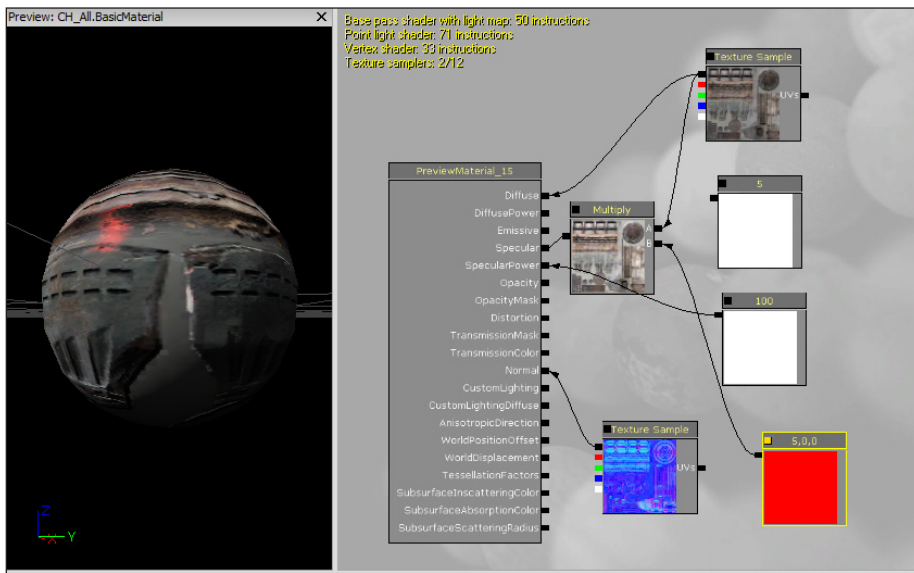 Preview: CH_All.BasicMaterial X
Base pass shader with light map: 50 instructions
Point light shader: 71 instructions
Vertex shader: 33 instructions
Texture samplers: 2/12
Texture Sample
UVs
PreviewMaterial_15
Diffuse
DiffusePower
Emissive
Specular
SpecularPower
Opacity
OpacityMask
Distortion
TransmissionMask
TransmissionColor
Normal
CustomLighting
CustomLightingDiffuse
AnisotropicDirection
WorldPositionOffset
WorldDisplacement
TessellationFactors
SubsurfaceInscatteringColor
SubsurfaceAbsorptionColor
SubsurfaceScatteringRadius
Multiply
A
B
5
100
Texture Sample
UVs
5,0,0
Z
Y